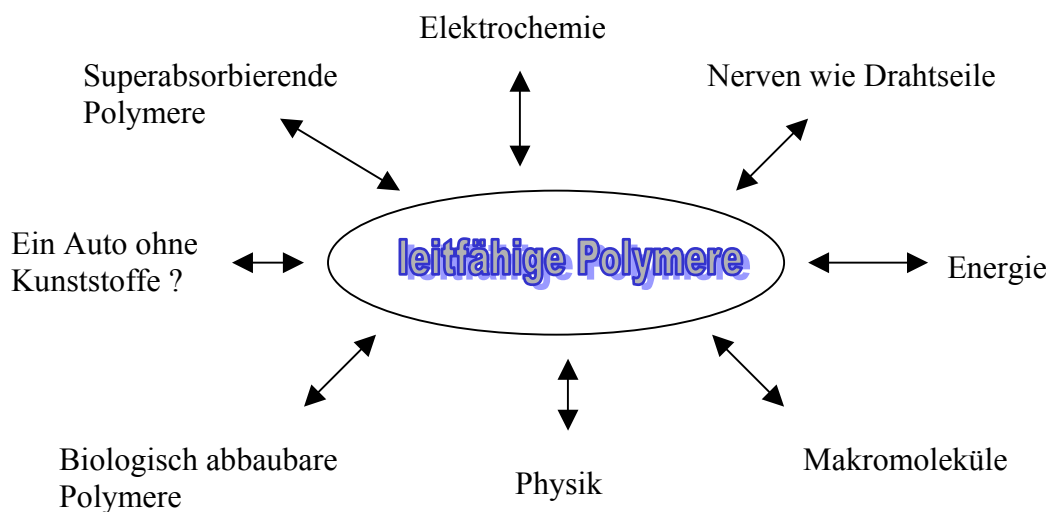 Elektrochemie
Superabsorbierende
Polymere
Nerven wie Drahtseile
Ein Auto ohne
Kunststoffe ?
leitfähige Polymere
Energie
Biologisch abbaubare
Polymere
Physik
Makromoleküle